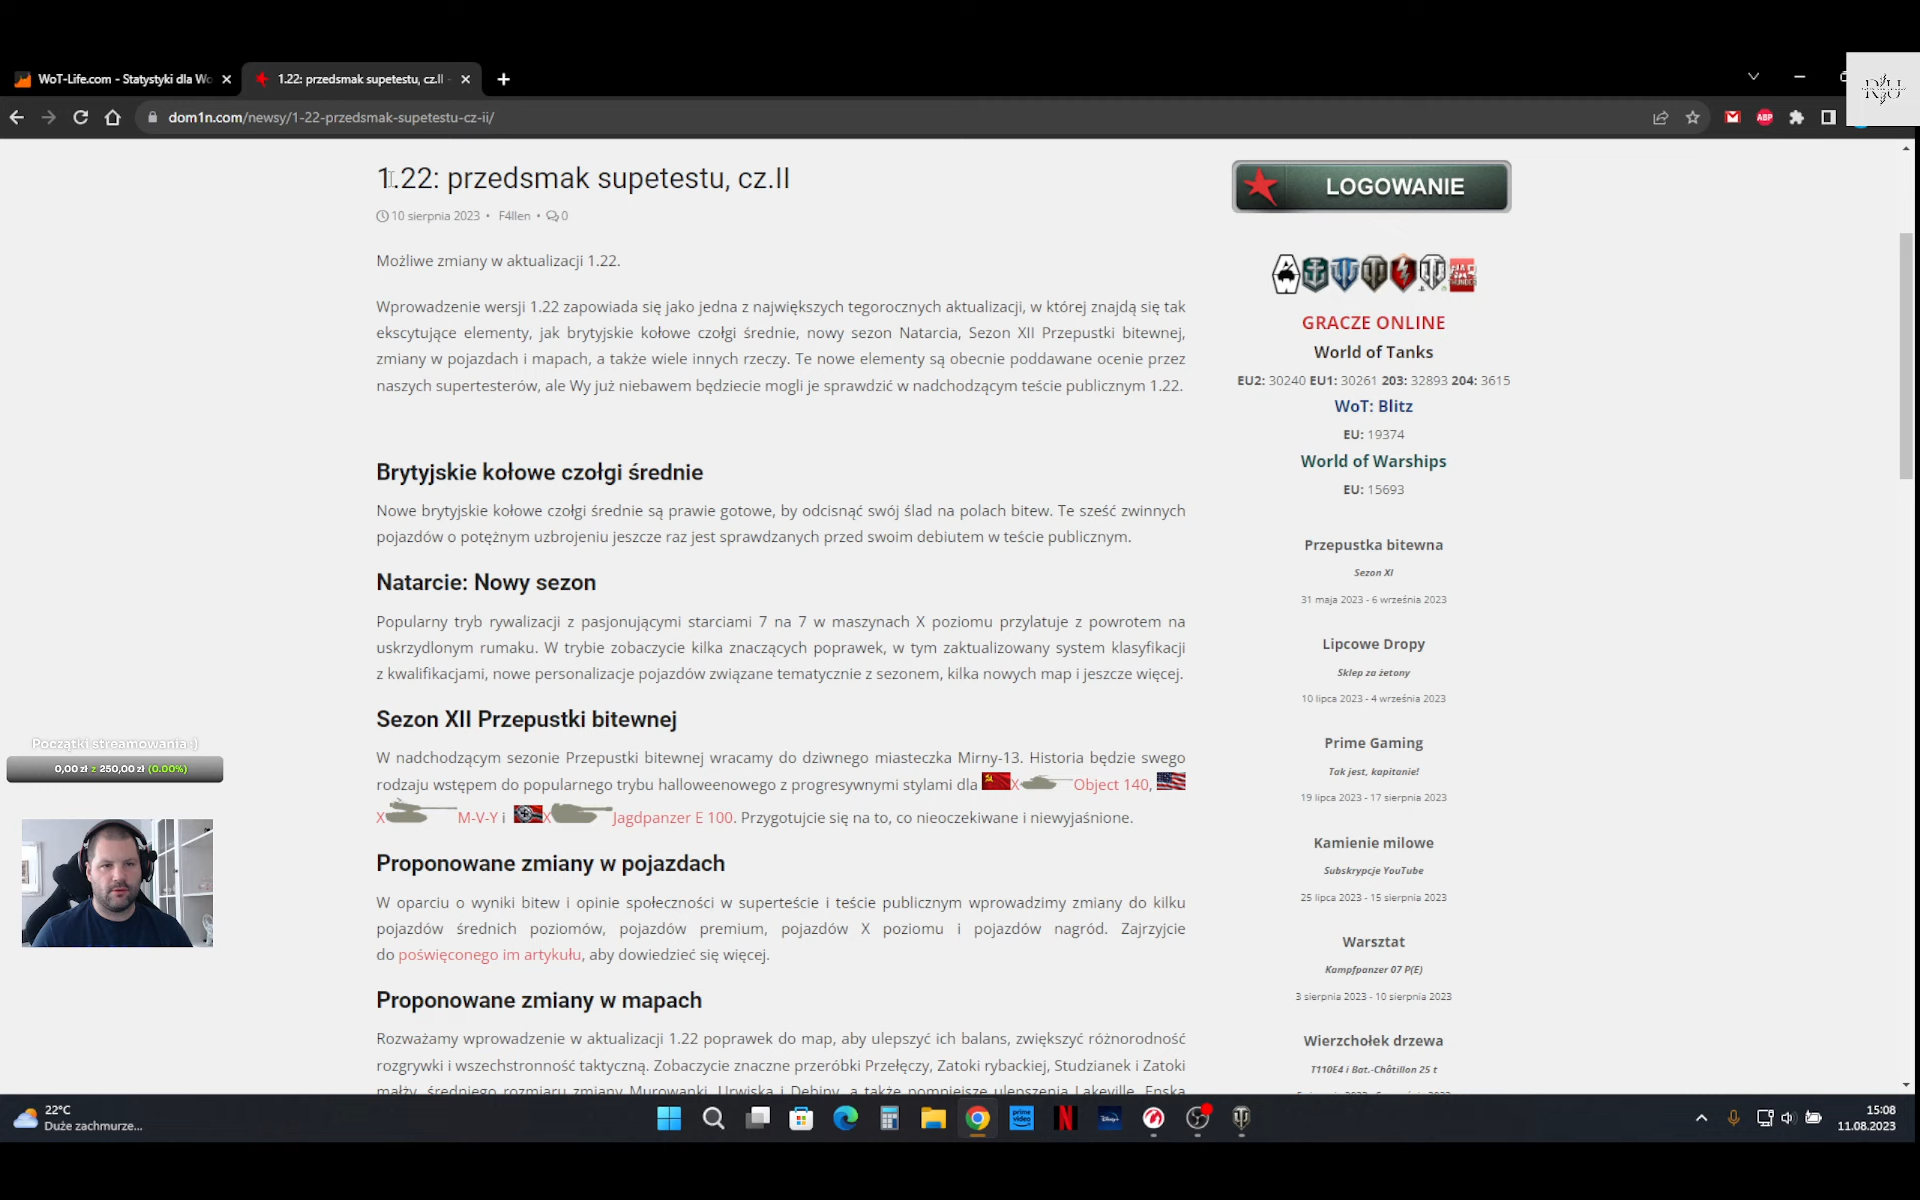 WoT-Life.com - Statystyki dla Wo
1.22: przedsmak supetestu, cz.II -
dom1n.com/newsy/1-22-przedsmak-supetestu-cz-ii/
ABP
RSU
1.22: przedsmak supetestu, cz.II
10 sierpnia 2023 • F4llen • 0
Możliwe zmiany w aktualizacji 1.22.
Wprowadzenie wersji 1.22 zapowiada się jako jedna z największych tegorocznych aktualizacji, w której znajdą się tak
ekscytujące elementy, jak brytyjskie kołowe czołgi średnie, nowy sezon Natarcia, Sezon XII Przepustki bitewnej,
zmiany w pojazdach i mapach, a także wiele innych rzeczy. Te nowe elementy są obecnie poddawane ocenie przez
naszych supertesterów, ale Wy już niebawem będziecie mogli je sprawdzić w nadchodzącym teście publicznym 1.22.
Brytyjskie kołowe czołgi średnie
Nowe brytyjskie kołowe czołgi średnie są prawie gotowe, by odcisnąć swój ślad na polach bitew. Te sześć zwinnych
pojazdów o potężnym uzbrojeniu jeszcze raz jest sprawdzanych przed swoim debiutem w teście publicznym.
Natarcie: Nowy sezon
Popularny tryb rywalizacji z pasjonującymi starciami 7 na 7 w maszynach X poziomu przylatuje z powrotem na
uskrzydlonym rumaku. W trybie zobaczycie kilka znaczących poprawek, w tym zaktualizowany system klasyfikacji
z kwalifikacjami, nowe personalizacje pojazdów związane tematycznie z sezonem, kilka nowych map i jeszcze więcej.
Sezon XII Przepustki bitewnej
W nadchodzącym sezonie Przepustki bitewnej wracamy do dziwnego miasteczka Mirny-13. Historia będzie swego
rodzaju wstępem do popularnego trybu halloweenowego z progresywnymi stylami dla X Object 140,
X M-V-Y i X Jagdpanzer E 100. Przygotujcie się na to, co nieoczekiwane i niewyjaśnione.
Proponowane zmiany w pojazdach
W oparciu o wyniki bitew i opinie społeczności w superteście i teście publicznym wprowadzimy zmiany do kilku
pojazdów średnich poziomów, pojazdów premium, pojazdów X poziomu i pojazdów nagród. Zajrzyjcie
do poświęconego im artykułu, aby dowiedzieć się więcej.
Proponowane zmiany w mapach
Rozważamy wprowadzenie w aktualizacji 1.22 poprawek do map, aby ulepszyć ich balans, zwiększyć różnorodność
rozgrywki i wszechstronność taktyczną. Zobaczycie znaczne przeróbki Przełęczy, Zatoki rybackiej, Studzianek i Zatoki
małży, średniego rozmiaru zmiany Murowanki, Urwiska i Dębiny, a także pomniejsze ulepszenia Lakeville, Enska
LOGOWANIE
GRACZE ONLINE
World of Tanks
EU2: 30240 EU1: 30261 203: 32893 204: 3615
WoT: Blitz
EU: 19374
World of Warships
EU: 15693
Przepustka bitewna
Sezon XI
31 maja 2023 - 6 września 2023
Lipcowe Dropy
Sklep za żetony
10 lipca 2023 - 4 września 2023
Prime Gaming
Tak jest, kapitanie!
19 lipca 2023 - 17 sierpnia 2023
Kamienie milowe
Subskrypcje YouTube
25 lipca 2023 - 15 sierpnia 2023
Warsztat
Kampfpanzer 07 P(E)
3 sierpnia 2023 - 10 sierpnia 2023
Wierzchołek drzewa
T110E4 i Bat.-Châtillon 25 t
Początki streamowania :)
0,00 zł z 250,00 zł (0.00%)
22°C
Duże zachmurze...
prime video
N
Disney+
15:08
11.08.2023